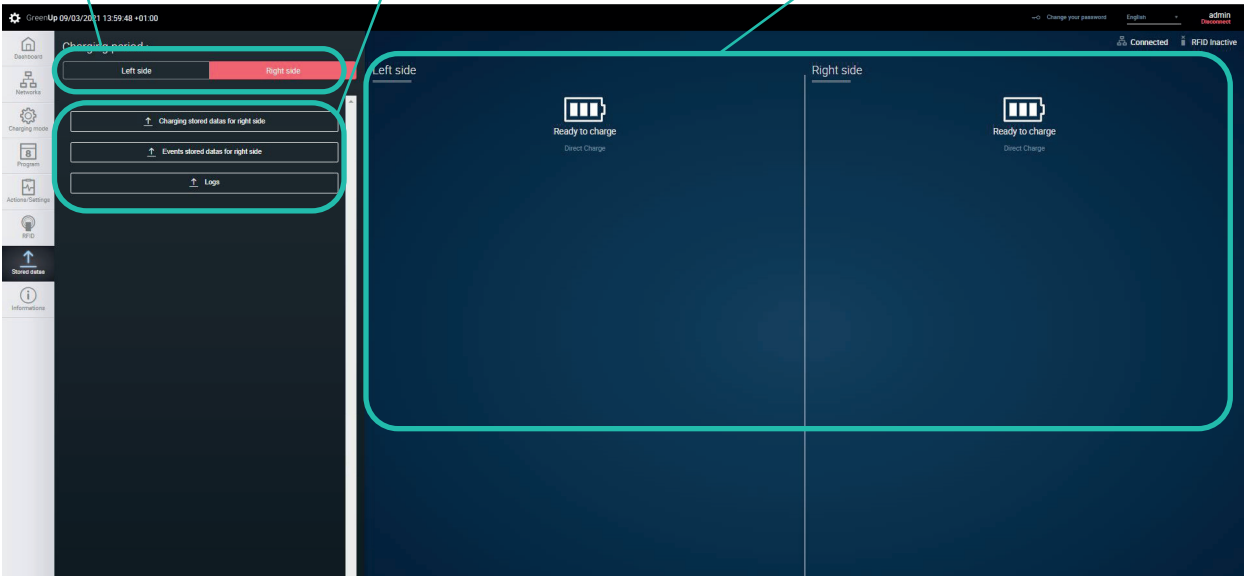 GreenUp 09/03/2021 13:59:48 +01:00
Change your password
English
admin
Disconnect
Connected
RFID Inactive
Dashboard
Networks
Charging mode
Program
8
Actions/Settings
RFID
Stored datas
Informations
Charging period :
Left side
Right side
Charging stored datas for right side
Events stored datas for right side
Logs
Left side
Ready to charge
Direct Charge
Right side
Ready to charge
Direct Charge